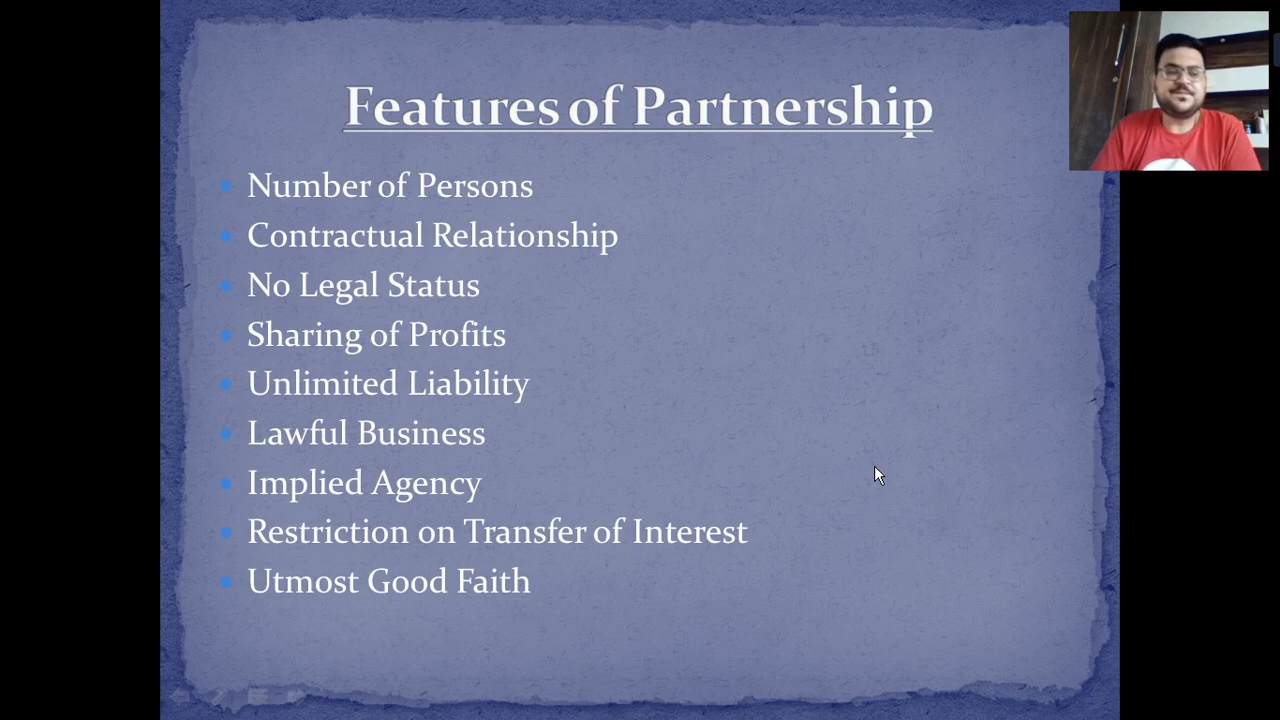 Features of Partnership
Number of Persons
Contractual Relationship
No Legal Status
Sharing of Profits
Unlimited Liability
Lawful Business
Implied Agency
Restriction on Transfer of Interest
Utmost Good Faith